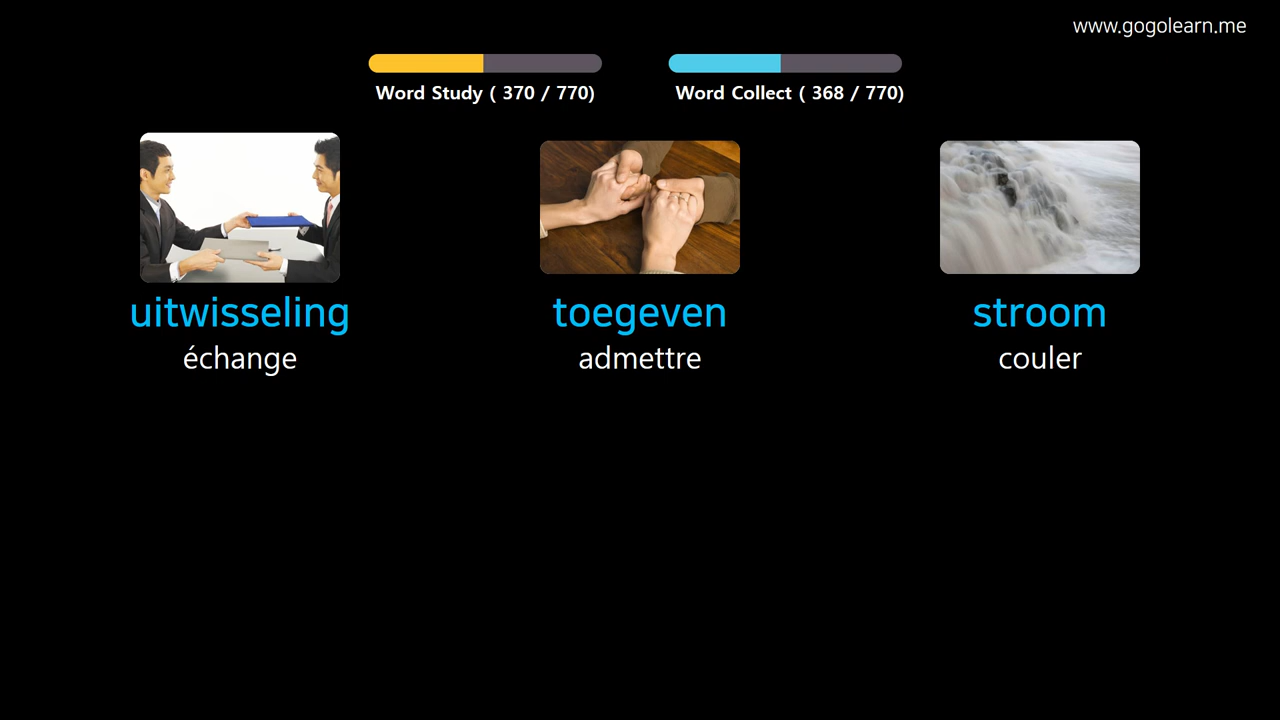 www.gogolearn.me
Word Study ( 370 / 770)
Word Collect ( 368 / 770)
uitwisseling
échange
toegeven
admettre
stroom
couler